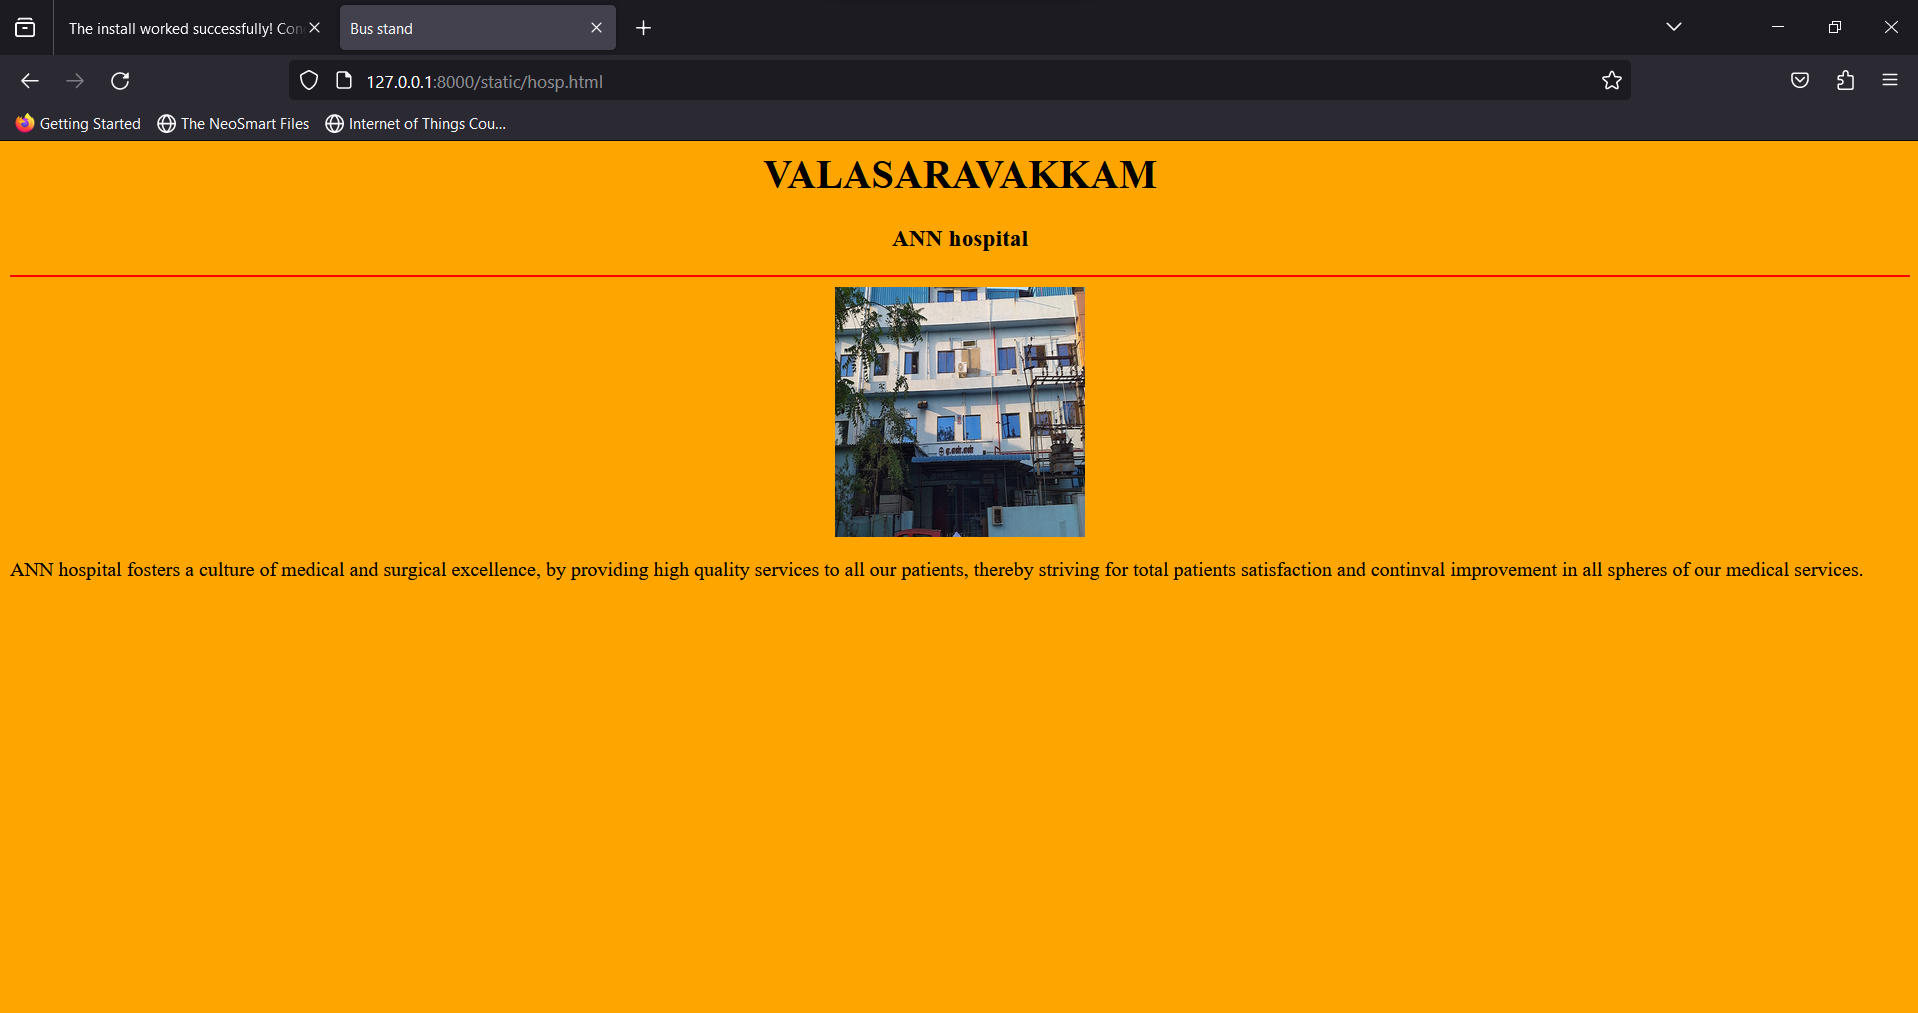 The install worked successfully! Con
Bus stand
127.0.0.1:8000/static/hosp.html
Getting Started
The NeoSmart Files
Internet of Things Cou...
VALASARAVAKKAM
ANN hospital
ANN hospital fosters a culture of medical and surgical excellence, by providing high quality services to all our patients, thereby striving for total patients satisfaction and continval improvement in all spheres of our medical services.